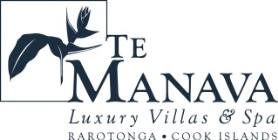 TE
MANAVA
Luxury Villas & Spa
RAROTONGA • COOK ISLANDS